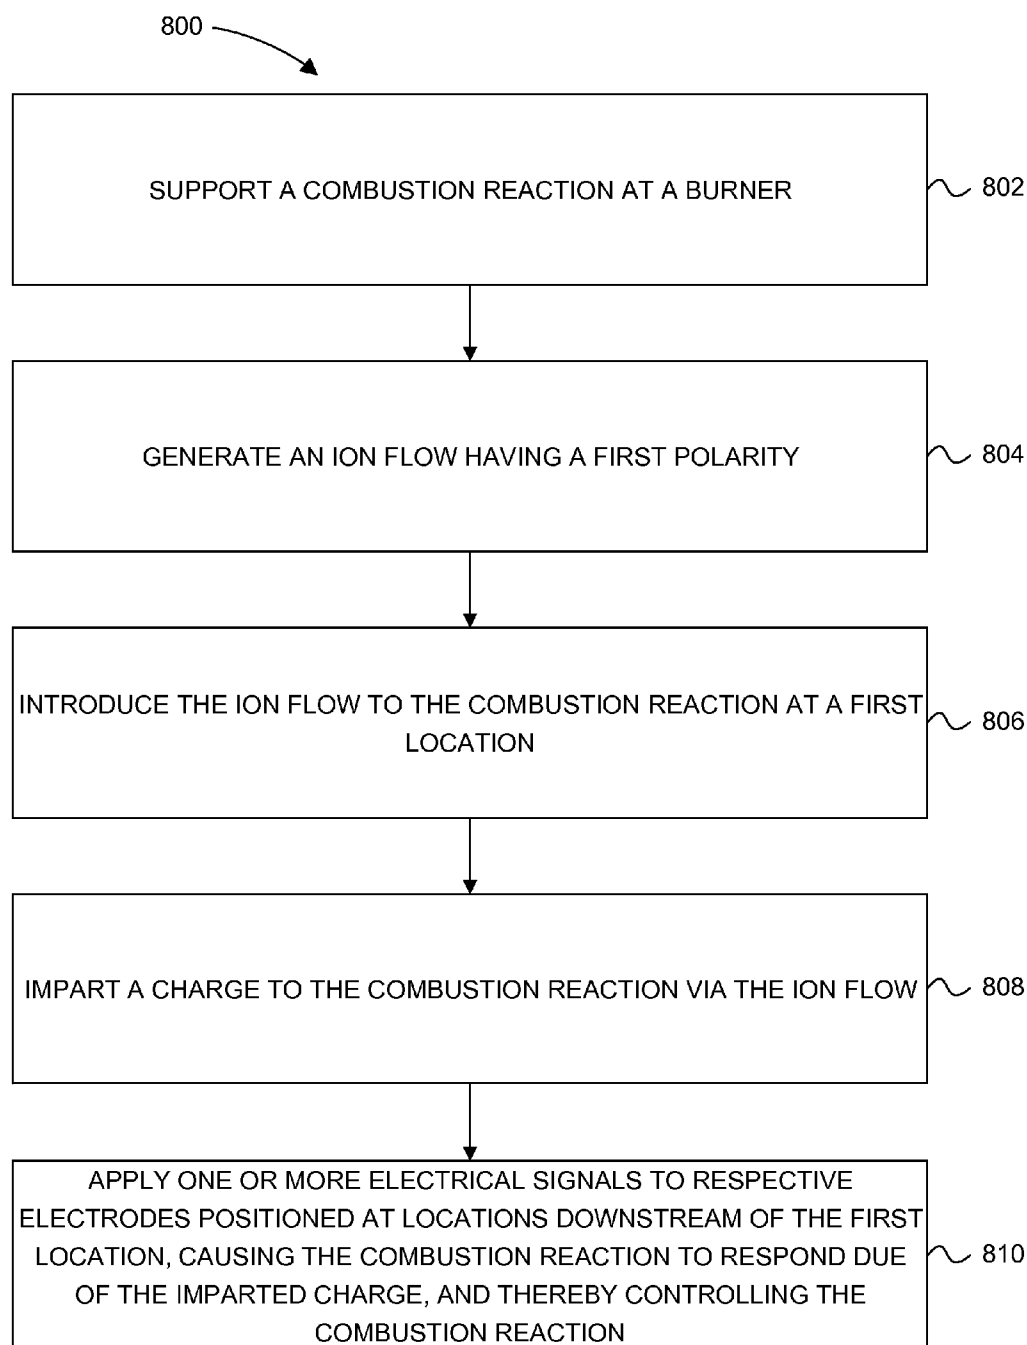 800
SUPPORT A COMBUSTION REACTION AT A BURNER
802
GENERATE AN ION FLOW HAVING A FIRST POLARITY
804
INTRODUCE THE ION FLOW TO THE COMBUSTION REACTION AT A FIRST
LOCATION
806
IMPART A CHARGE TO THE COMBUSTION REACTION VIA THE ION FLOW
808
APPLY ONE OR MORE ELECTRICAL SIGNALS TO RESPECTIVE
ELECTRODES POSITIONED AT LOCATIONS DOWNSTREAM OF THE FIRST
LOCATION, CAUSING THE COMBUSTION REACTION TO RESPOND DUE
OF THE IMPARTED CHARGE, AND THEREBY CONTROLLING THE
COMBUSTION REACTION
810